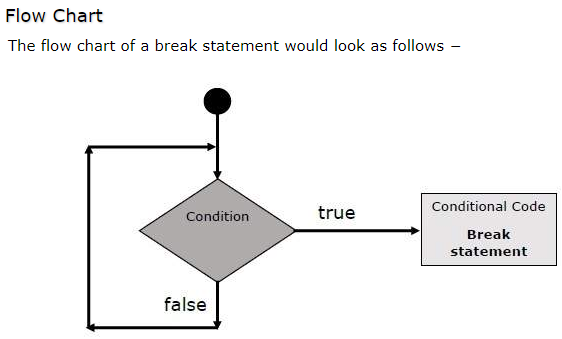 Flow Chart
The flow chart of a break statement would look as follows −
Condition
true
Conditional Code
Break
statement
false